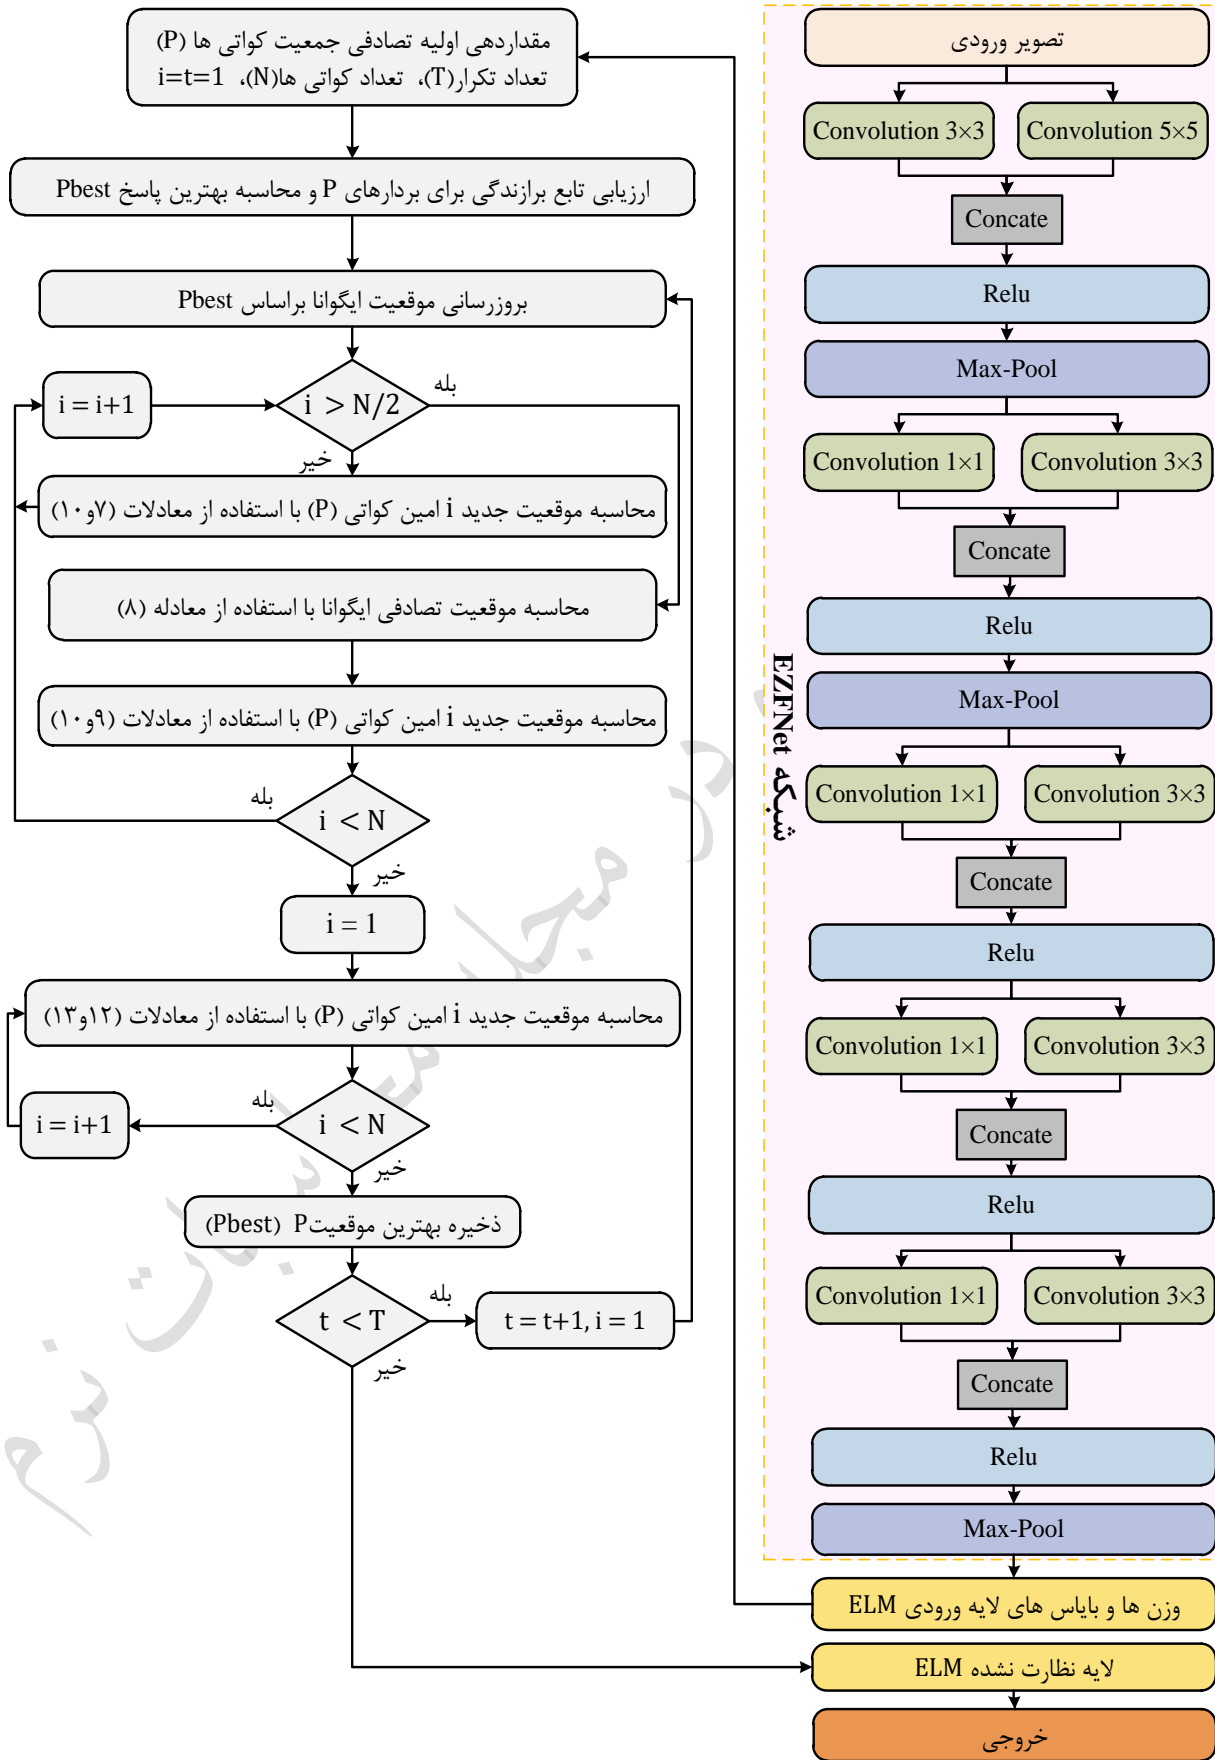 مقداردهی اولیه تصادفی جمعیت کواتی ها (P)
تعداد تکرار(T)، تعداد کواتی ها(N)، i=t=1
ارزیابی تابع برازندگی برای بردارهای P و محاسبه بهترین پاسخ Pbest
بروزرسانی موقعیت ایگوانا براساس Pbest
i = i+1
i > N/2
بله
خیر
محاسبه موقعیت جدید i امین کواتی (P) با استفاده از معادلات (۷و۱۰)
محاسبه موقعیت تصادفی ایگوانا با استفاده از معادله (۸)
محاسبه موقعیت جدید i امین کواتی (P) با استفاده از معادلات (۹و۱۰)
بله
i < N
خیر
i = 1
محاسبه موقعیت جدید i امین کواتی (P) با استفاده از معادلات (۱۲و۱۳)
i = i+1
بله
i < N
خیر
ذخیره بهترین موقعیتP (Pbest)
t < T
بله
t = t+1, i = 1
خیر
تصویر ورودی
Convolution 3×3
Convolution 5×5
Concate
Relu
Max-Pool
Convolution 1×1
Convolution 3×3
Concate
Relu
Max-Pool
Convolution 1×1
Convolution 3×3
Concate
Relu
Convolution 1×1
Convolution 3×3
Concate
Relu
Convolution 1×1
Convolution 3×3
Concate
Relu
Max-Pool
شبکه EZFNet
وزن ها و بایاس های لایه ورودی ELM
لایه نظارت نشده ELM
خروجی